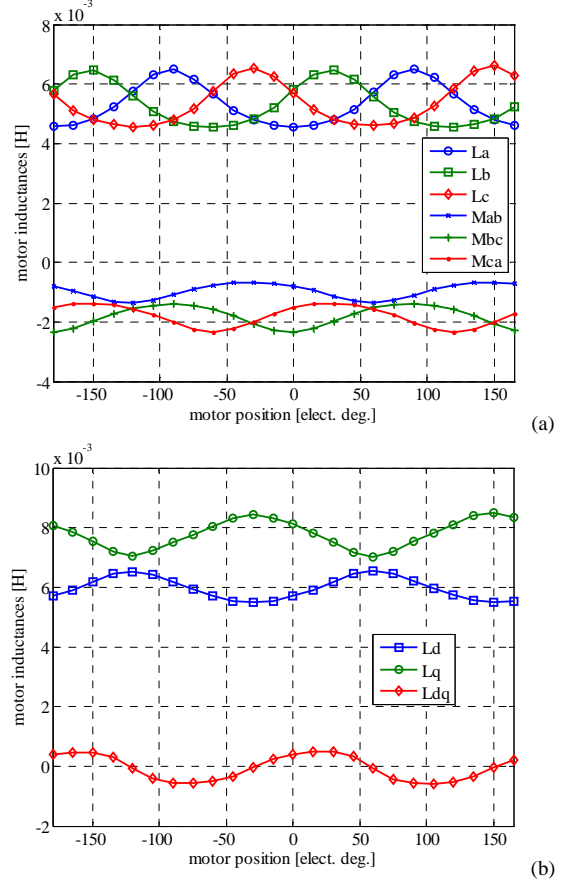 8
x 10
-3
6
4
2
0
-2
-4
motor inductances [H]
La
Lb
Lc
Mab
Mbc
Mca
-150 -100 -50 0 50 100 150
motor position [elect. deg.]
(a)
10
x 10
-3
8
6
4
2
0
-2
motor inductances [H]
Ld
Lq
Ldq
-150 -100 -50 0 50 100 150
motor position [elect. deg.]
(b)